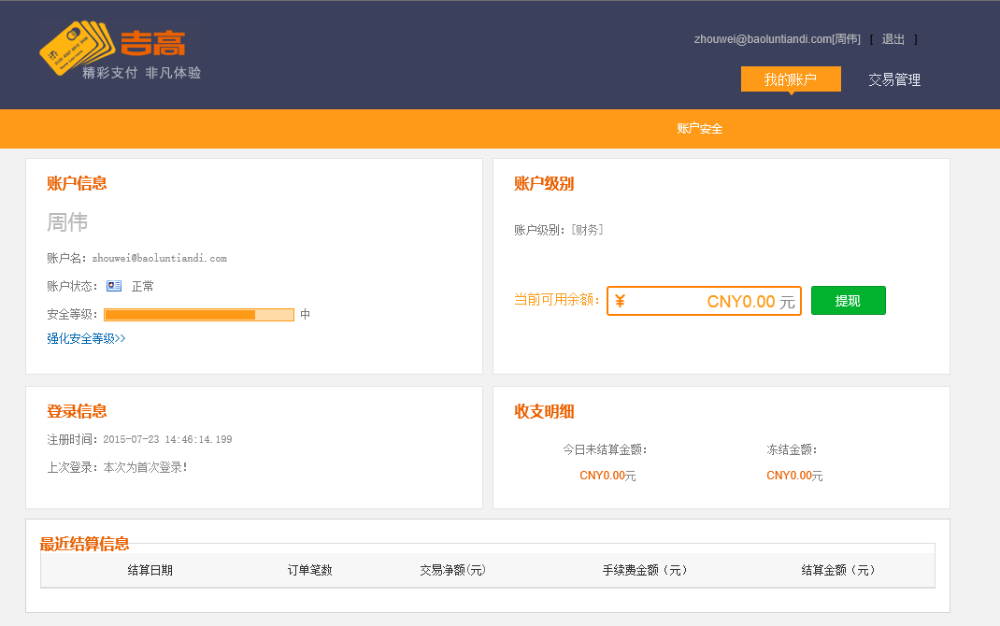 吉高
精彩支付 非凡体验
zhouwei@baoluntiandi.com[周伟] [ 退出 ]
我的账户 交易管理
账户安全
账户信息
周伟
账户名：zhouwei@baoluntiandi.com
账户状态： 正常
安全等级： 中
强化安全等级>>
账户级别
账户级别：[财务]
当前可用余额： ¥ CNY0.00 元 提现
登录信息
注册时间：2015-07-23 14:46:14.199
上次登录：本次为首次登录!
收支明细
今日未结算金额： 冻结金额：
CNY0.00元 CNY0.00元
最近结算信息
结算日期 订单笔数 交易净额(元) 手续费金额（元） 结算金额（元）